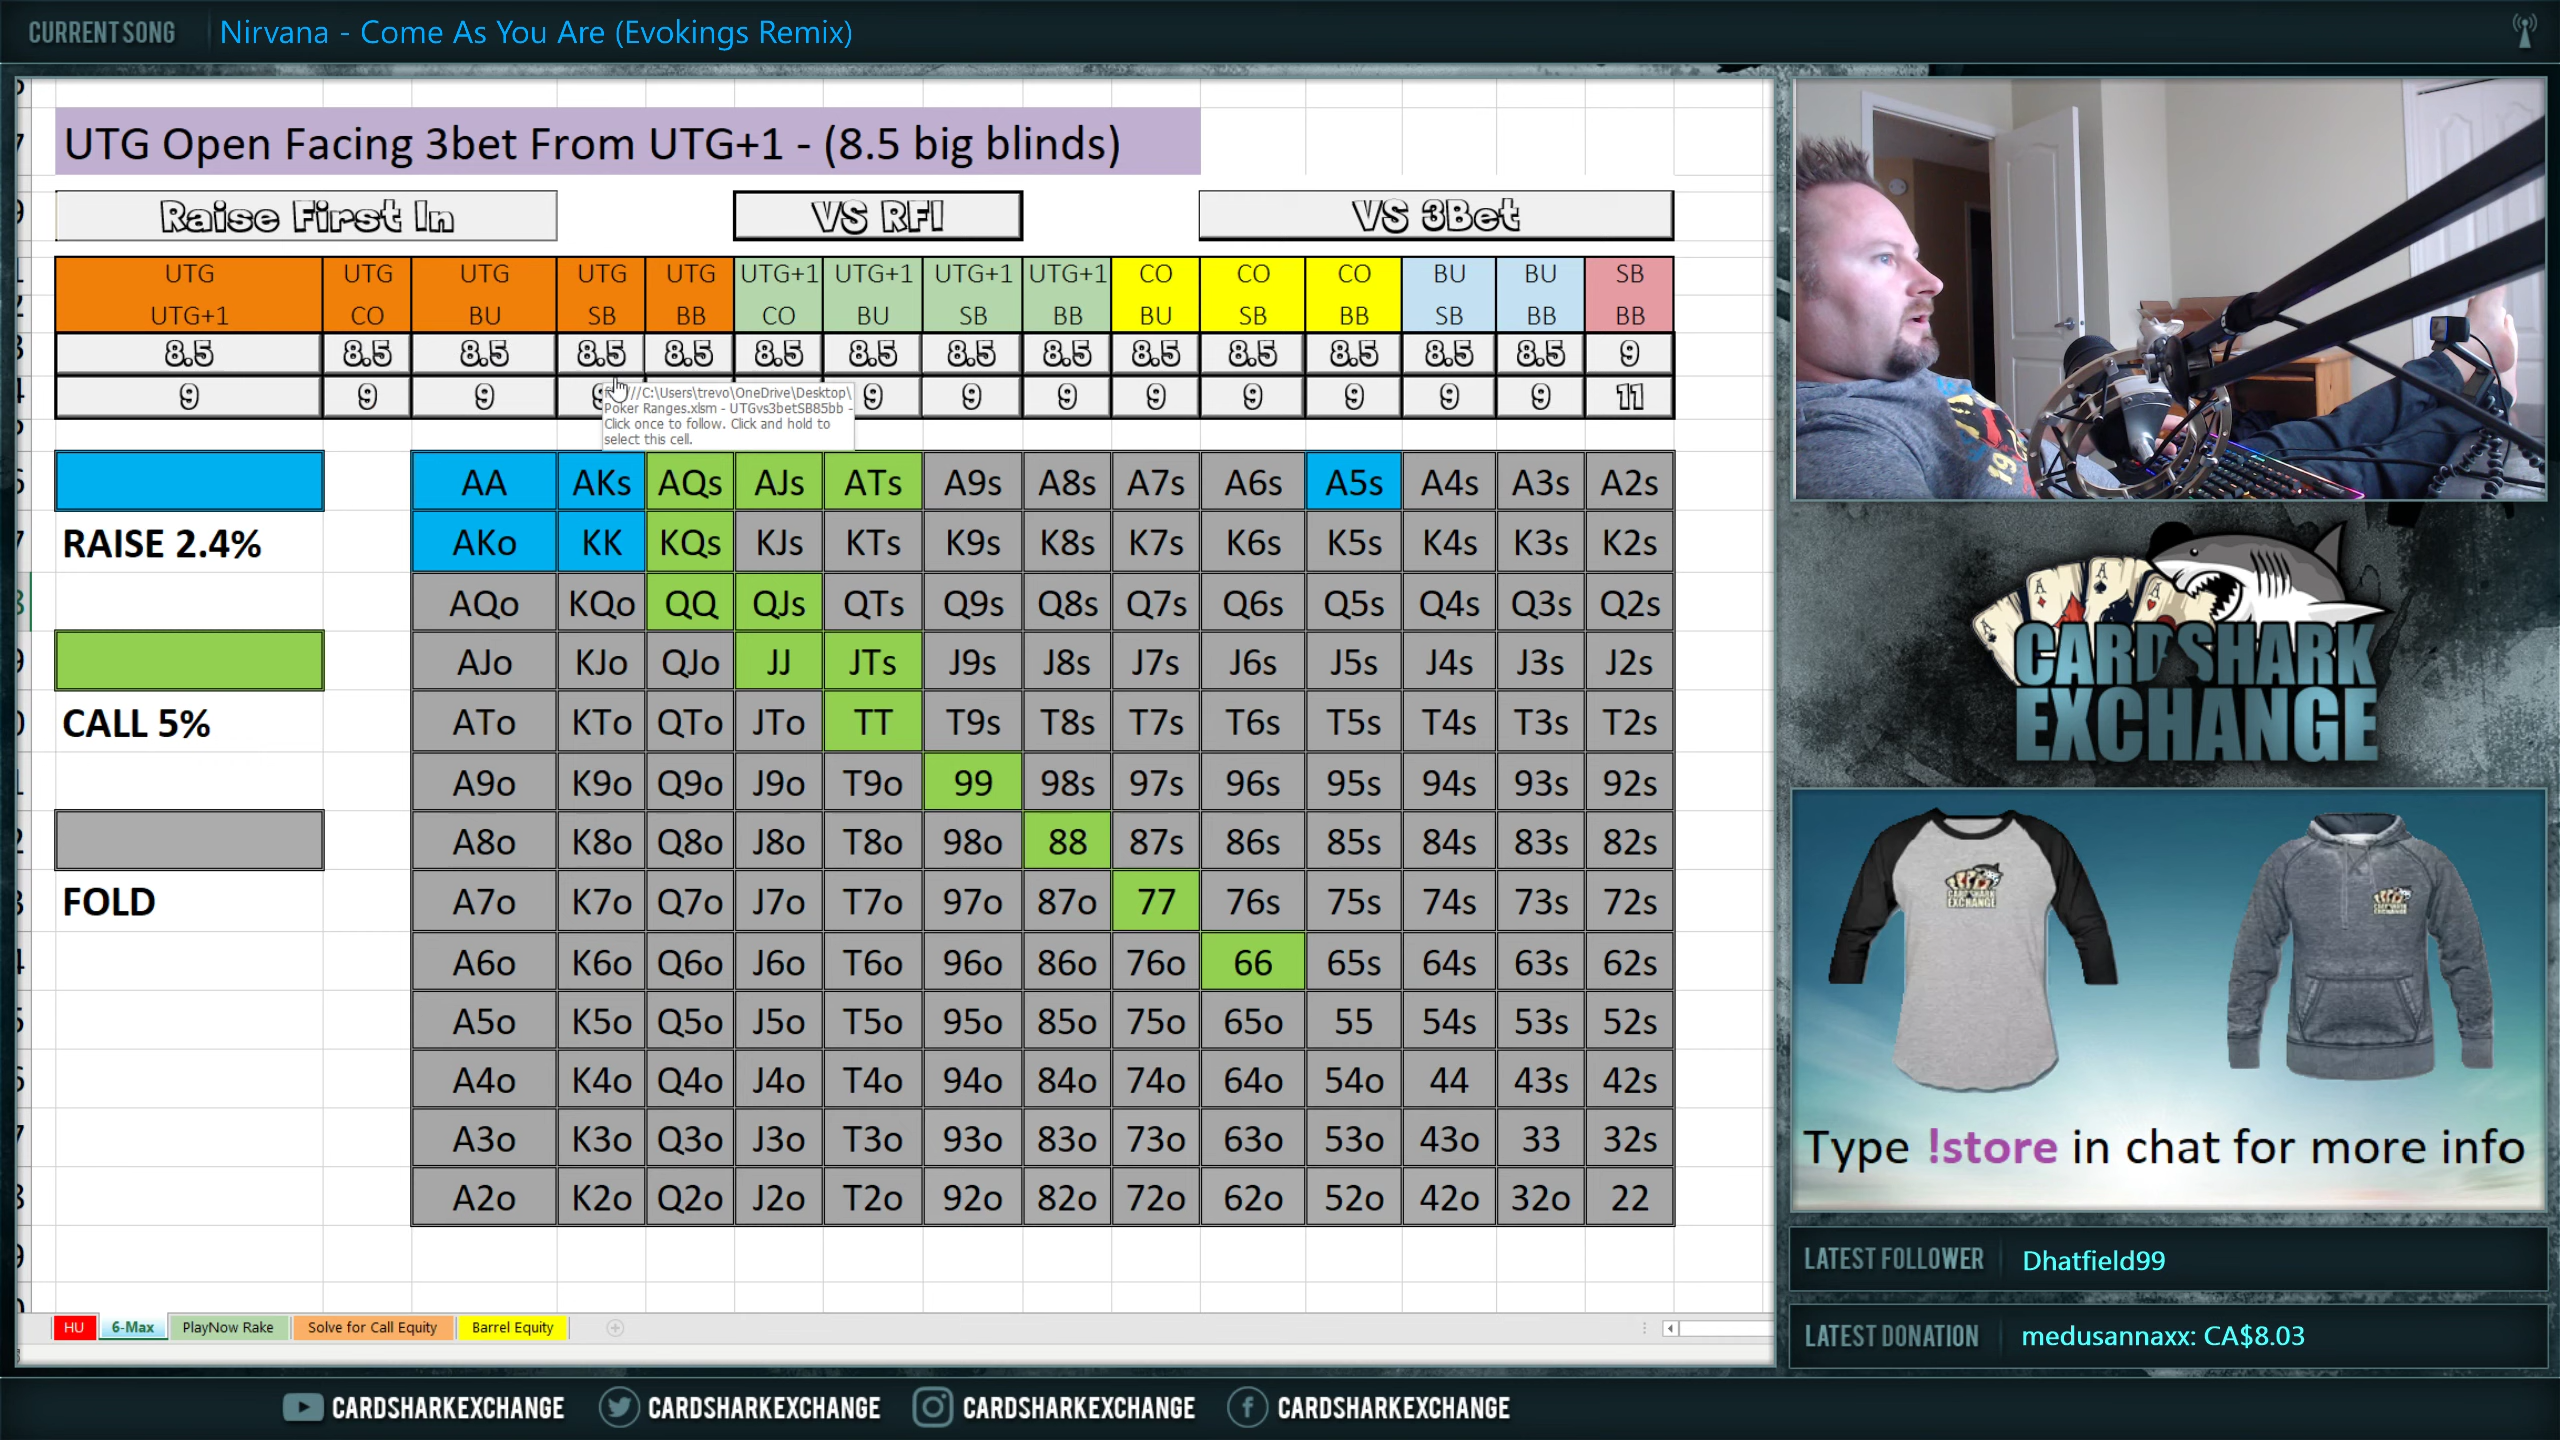 CURRENT SONG Nirvana - Come As You Are (Evokings Remix)
UTG Open Facing 3bet From UTG+1 - (8.5 big blinds)
Raise First In VS RFI VS 3Bet
UTG UTG UTG UTG UTG UTG+1 UTG+1 UTG+1 UTG+1 CO CO CO BU BU SB
UTG+1 CO BU SB BB CO BU SB BB BU SB BB SB BB BB
8.5 8.5 8.5 8.5 8.5 8.5 8.5 8.5 8.5 8.5 8.5 8.5 8.5 8.5 9
9 9 9 9 9 9 9 9 9 9 9 9 11
///C:\Users\trevo\OneDrive\Desktop\
Poker Ranges.xlsm - UTGvs3betSB85bb -
Click once to follow. Click and hold to
select this cell.
AA AKs AQs AJs ATs A9s A8s A7s A6s A5s A4s A3s A2s
RAISE 2.4% AKo KK KQs KJs KTs K9s K8s K7s K6s K5s K4s K3s K2s
AQo KQo QQ QJs QTs Q9s Q8s Q7s Q6s Q5s Q4s Q3s Q2s
AJo KJo QJo JJ JTs J9s J8s J7s J6s J5s J4s J3s J2s
CALL 5% ATo KTo QTo JTo TT T9s T8s T7s T6s T5s T4s T3s T2s
A9o K9o Q9o J9o T9o 99 98s 97s 96s 95s 94s 93s 92s
A8o K8o Q8o J8o T8o 98o 88 87s 86s 85s 84s 83s 82s
FOLD A7o K7o Q7o J7o T7o 97o 87o 77 76s 75s 74s 73s 72s
A6o K6o Q6o J6o T6o 96o 86o 76o 66 65s 64s 63s 62s
A5o K5o Q5o J5o T5o 95o 85o 75o 65o 55 54s 53s 52s
A4o K4o Q4o J4o T4o 94o 84o 74o 64o 54o 44 43s 42s
A3o K3o Q3o J3o T3o 93o 83o 73o 63o 53o 43o 33 32s
A2o K2o Q2o J2o T2o 92o 82o 72o 62o 52o 42o 32o 22
HU 6-Max PlayNow Rake Solve for Call Equity Barrel Equity
CARD SHARK
EXCHANGE
Type !store in chat for more info
LATEST FOLLOWER Dhatfield99
LATEST DONATION medusannaxx: CA$8.03
CARDSHARKEXCHANGE CARDSHARKEXCHANGE CARDSHARKEXCHANGE CARDSHARKEXCHANGE